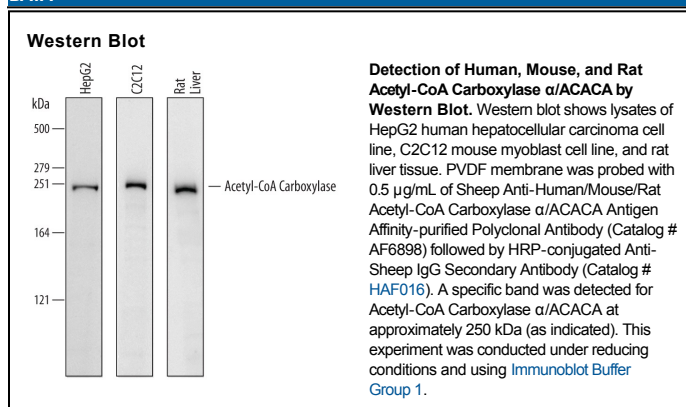 Western Blot
HepG2
C2C12
Rat
Liver
kDa
500
279
251
164
121
Acetyl-CoA Carboxylase
Detection of Human, Mouse, and Rat
Acetyl-CoA Carboxylase α/ACACA by
Western Blot. Western blot shows lysates of
HepG2 human hepatocellular carcinoma cell
line, C2C12 mouse myoblast cell line, and rat
liver tissue. PVDF membrane was probed with
0.5 µg/mL of Sheep Anti-Human/Mouse/Rat
Acetyl-CoA Carboxylase α/ACACA Antigen
Affinity-purified Polyclonal Antibody (Catalog #
AF6898) followed by HRP-conjugated Anti-
Sheep IgG Secondary Antibody (Catalog #
HAF016). A specific band was detected for
Acetyl-CoA Carboxylase α/ACACA at
approximately 250 kDa (as indicated). This
experiment was conducted under reducing
conditions and using Immunoblot Buffer
Group 1.